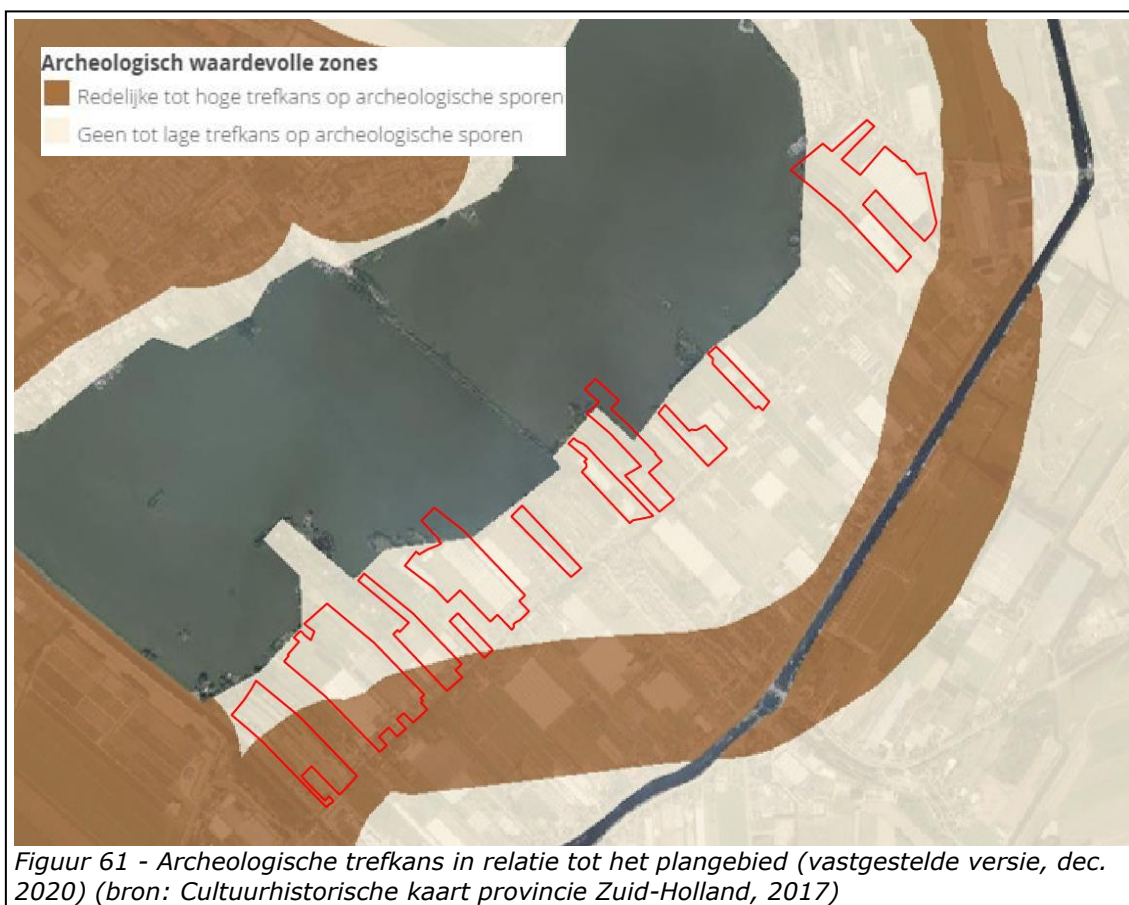 Archeologisch waardevolle zones
Redelijke tot hoge trefkans op archeologische sporen
Geen tot lage trefkans op archeologische sporen
Figuur 61 - Archeologische trefkans in relatie tot het plangebied (vastgestelde versie, dec.
2020) (bron: Cultuurhistorische kaart provincie Zuid-Holland, 2017)